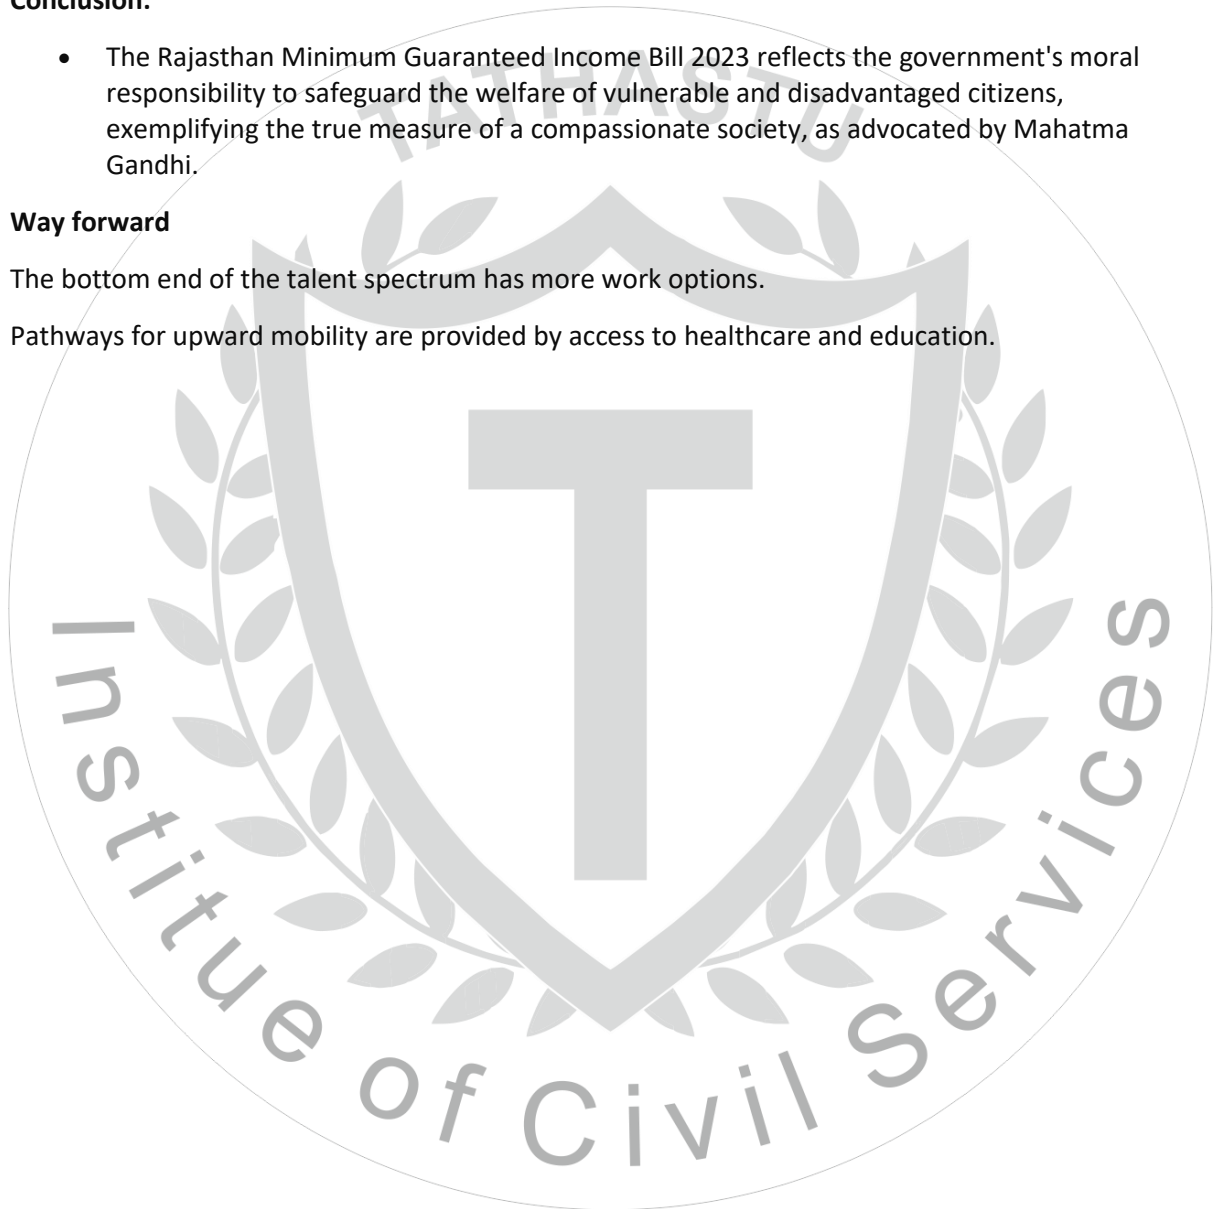 Conclusion:
• The Rajasthan Minimum Guaranteed Income Bill 2023 reflects the government's moral
responsibility to safeguard the welfare of vulnerable and disadvantaged citizens,
exemplifying the true measure of a compassionate society, as advocated by Mahatma
Gandhi.
Way forward
The bottom end of the talent spectrum has more work options.
Pathways for upward mobility are provided by access to healthcare and education.
TATHASTU
T
Institue of Civil Services